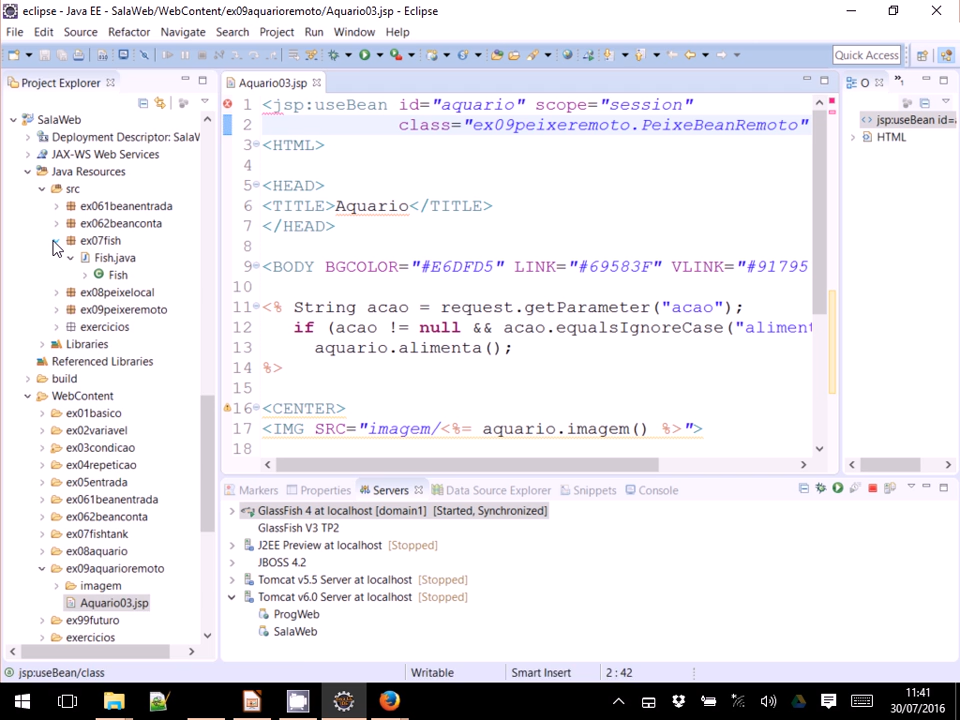 eclipse - Java EE - SalaWeb/WebContent/ex09aquarioremoto/Aquario03.jsp - Eclipse
File Edit Source Refactor Navigate Search Project Run Window Help
Quick Access
Project Explorer
SalaWeb
Deployment Descriptor: SalaW
JAX-WS Web Services
Java Resources
src
ex061beanentrada
ex062beanconta
ex07fish
Fish.java
Fish
ex08peixelocal
ex09peixeremoto
exercicios
Libraries
Referenced Libraries
build
WebContent
ex01basico
ex02variavel
ex03condicao
ex04repeticao
ex05entrada
ex061beanentrada
ex062beanconta
ex07fishtank
ex08aquario
ex09aquarioremoto
imagem
Aquario03.jsp
ex99futuro
exercicios
Aquario03.jsp
1 <jsp:useBean id="aquario" scope="session"
2 class="ex09peixeremoto.PeixeBeanRemoto"
3 <HTML>
4
5 <HEAD>
6 <TITLE>Aquario</TITLE>
7 </HEAD>
8
9 <BODY BGCOLOR="#E6DFD5" LINK="#69583F" VLINK="#91795
10
11 <% String acao = request.getParameter("acao");
12 if (acao != null && acao.equalsIgnoreCase("aliment
13 aquario.alimenta();
14 %>
15
16 <CENTER>
17 <IMG SRC="imagem/<%= aquario.imagem() %>">
18
O
jsp:useBean id=
HTML
Markers Properties Servers Data Source Explorer Snippets Console
GlassFish 4 at localhost [domain1] [Started, Synchronized]
GlassFish V3 TP2
J2EE Preview at localhost [Stopped]
JBOSS 4.2
Tomcat v5.5 Server at localhost [Stopped]
Tomcat v6.0 Server at localhost [Stopped]
ProgWeb
SalaWeb
jsp:useBean/class
Writable
Smart Insert
2 : 42
11:41
30/07/2016